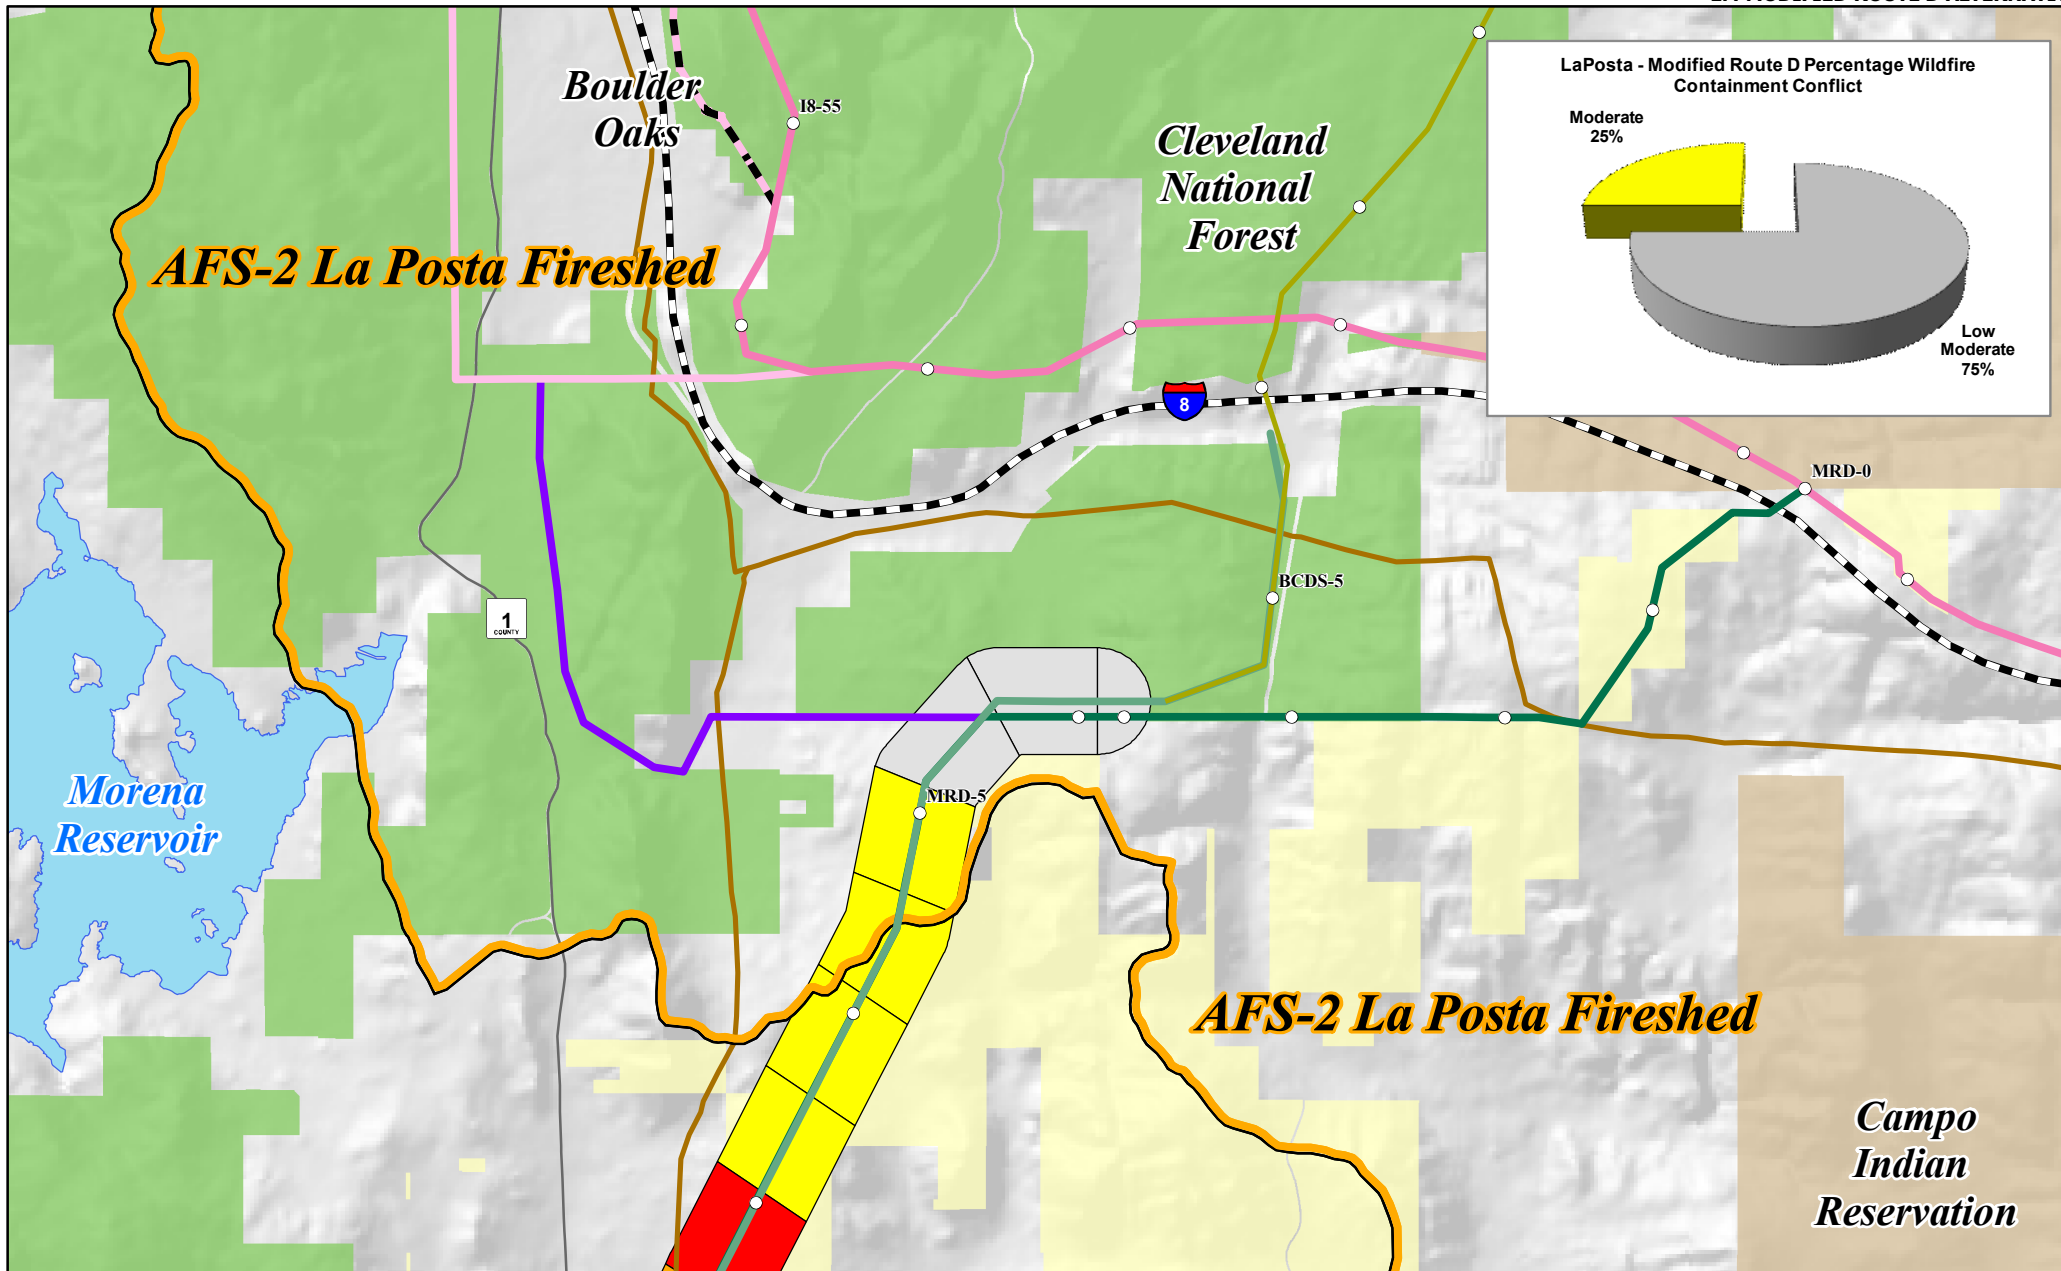 LaPosta - Modified Route D Percentage Wildfire
Containment Conflict
Moderate
25%
Low
Moderate
75%
Boulder
Oaks
I8-55
Cleveland
National
Forest
AFS-2 La Posta Fireshed
8
MRD-0
BCDS-5
1
COUNTY
Morena
Reservoir
MRD-5
AFS-2 La Posta Fireshed
Campo
Indian
Reservation